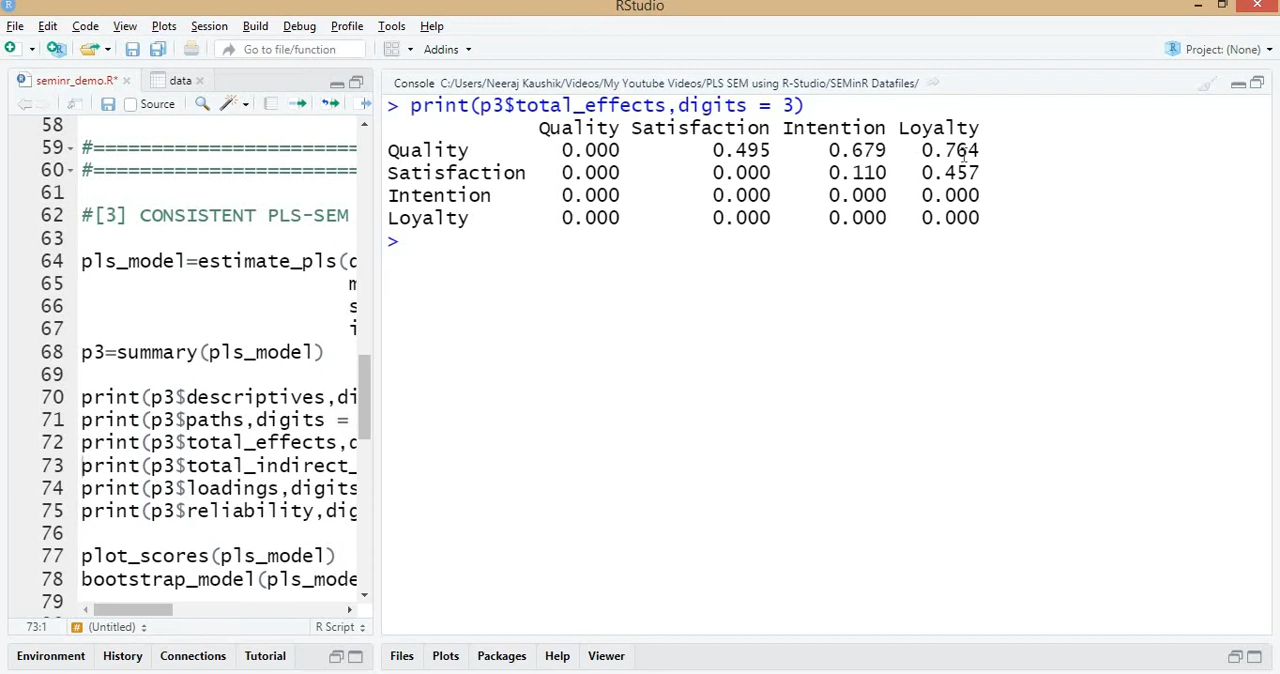 RStudio
File Edit Code View Plots Session Build Debug Profile Tools Help
Go to file/function Addins Project: (None)
seminr_demo.R* data
Source
58
59 #=========================
60 #=========================
61
62 #[3] CONSISTENT PLS-SEM
63
64 pls_model=estimate_pls(d
65 m
66 s
67 i
68 p3=summary(pls_model)
69
70 print(p3$descriptives,di
71 print(p3$paths,digits =
72 print(p3$total_effects,d
73 print(p3$total_indirect_
74 print(p3$loadings,digits
75 print(p3$reliability,dig
76
77 plot_scores(pls_model)
78 bootstrap_model(pls_mode
79
73:1 # (Untitled) R Script
Environment History Connections Tutorial
Console C:/Users/Neeraj Kaushik/Videos/My Youtube Videos/PLS SEM using R-Studio/SEMinR Datafiles/
> print(p3$total_effects,digits = 3)
Quality Satisfaction Intention Loyalty
Quality 0.000 0.495 0.679 0.764
Satisfaction 0.000 0.000 0.110 0.457
Intention 0.000 0.000 0.000 0.000
Loyalty 0.000 0.000 0.000 0.000
>
Files Plots Packages Help Viewer